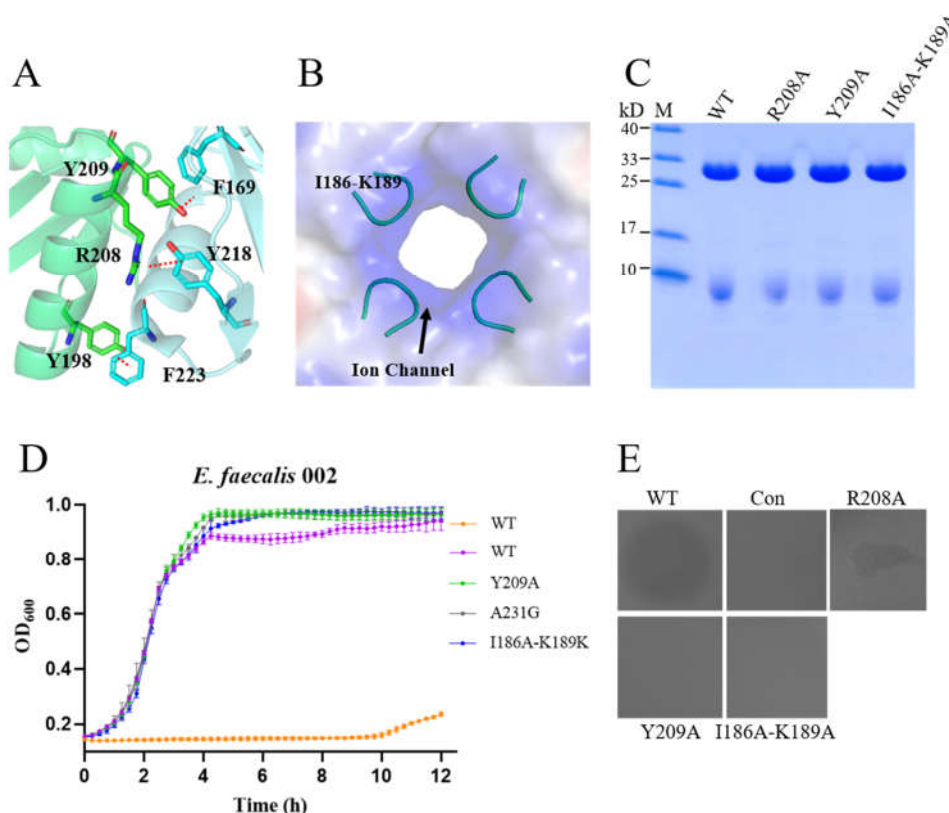 A
Y209
F169
R208
Y218
Y198
F223
B
I186-K189
Ion Channel
C
kD M WT R208A Y209A I186A-K189A
40
33
25
17
10
D
E. faecalis 002
1.0
0.8
0.6
0.4
0.2
OD600
0 2 4 6 8 10 12
Time (h)
WT
WT
Y209A
A231G
I186A-K189K
E
WT Con R208A
Y209A I186A-K189A